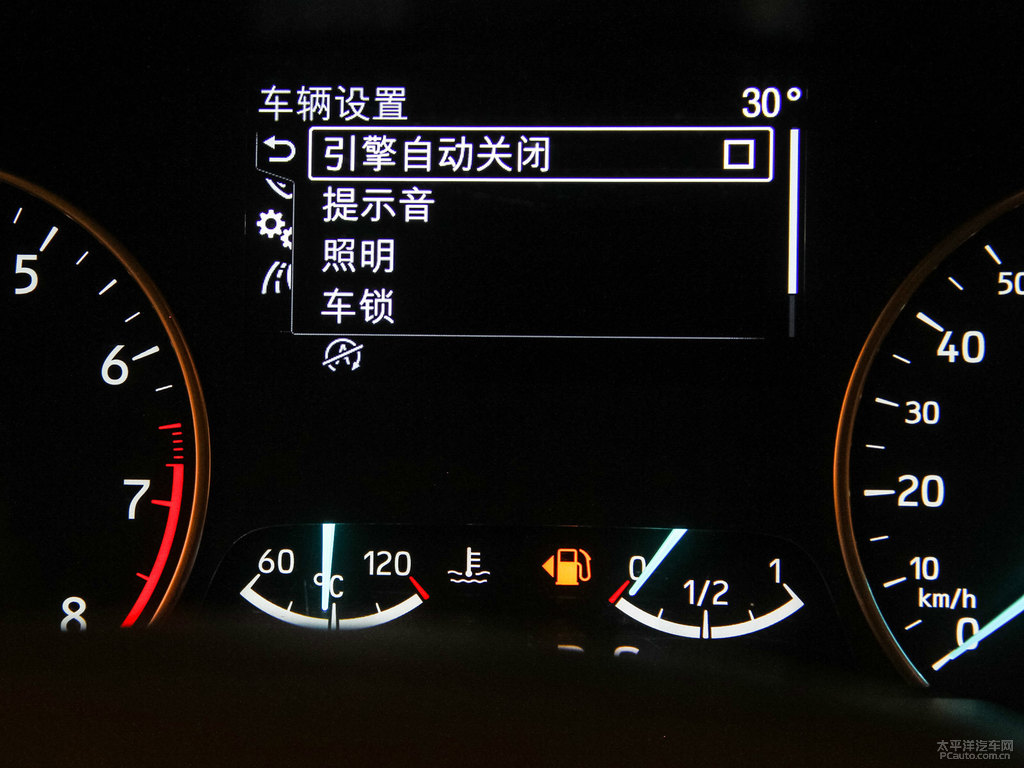 车辆设置 30°
引擎自动关闭
提示音
照明
车锁
A
5
6
7
8
60 120
°C
0 1/2 1
50
40
30
20
10
km/h
0
太平洋汽车网
PCauto.com.cn